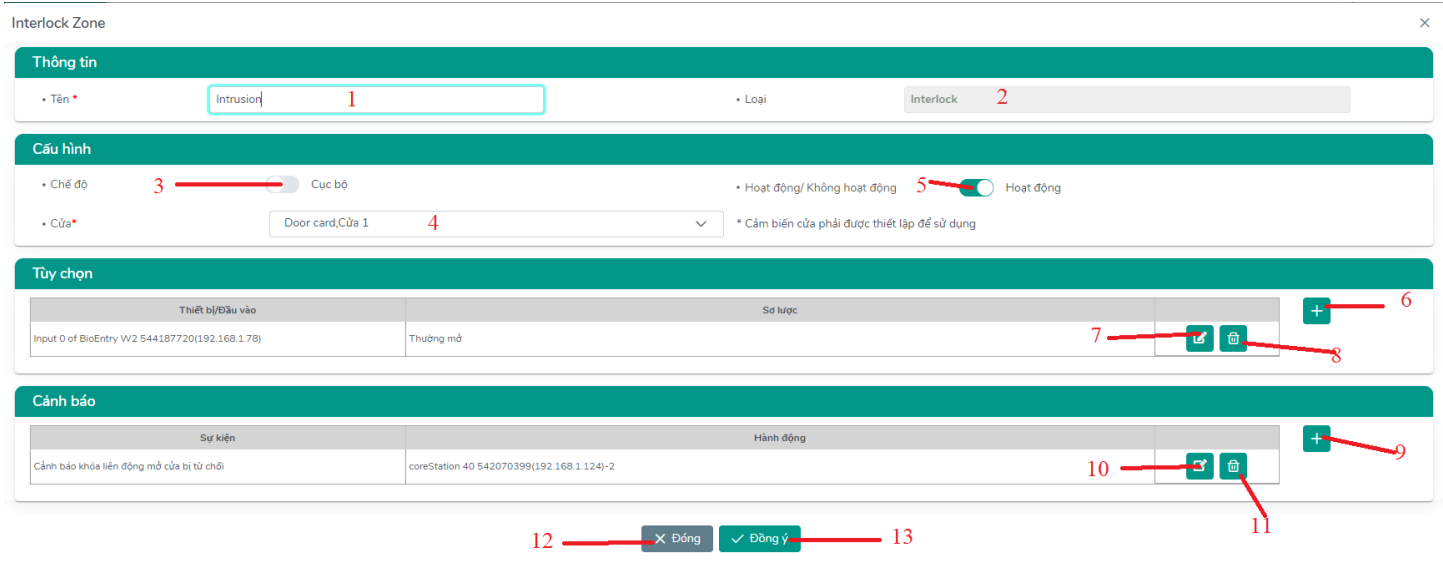 Interlock Zone ×
Thông tin
• Tên * Intrusion 1 • Loại Interlock 2
Cấu hình
• Chế độ 3 Cục bộ • Hoạt động/ Không hoạt động 5 Hoạt động
• Cửa* Door card,Cửa 1 4 * Cảm biến cửa phải được thiết lập để sử dụng
Tùy chọn
Thiết bị/Đầu vào Sơ lược + 6
Input 0 of BioEntry W2 544187720(192.168.1.78) Thường mở 7 8
Cảnh báo
Sự kiện Hành động + 9
Cảnh báo khóa liên động mở cửa bị từ chối coreStation 40 542070399(192.168.1.124)-2 10 11
12 × Đóng ✓ Đồng ý 13